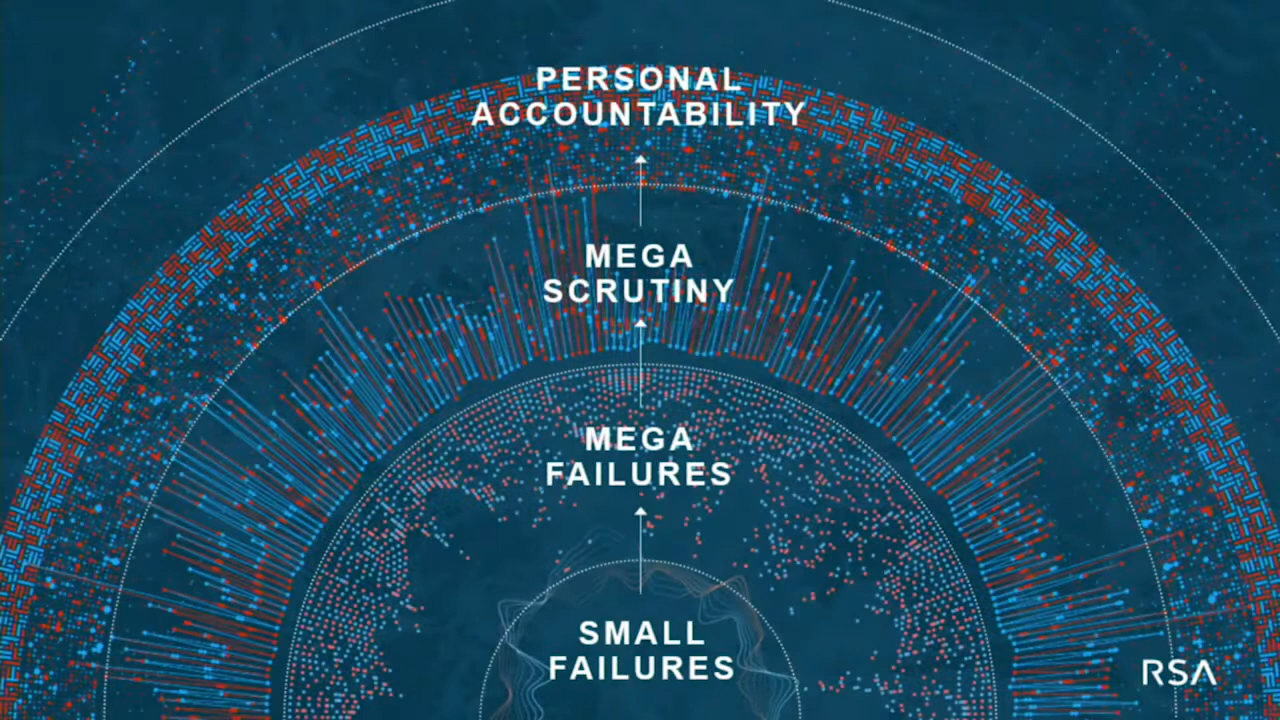 PERSONAL
ACCOUNTABILITY
MEGA
SCRUTINY
MEGA
FAILURES
SMALL
FAILURES
RSA